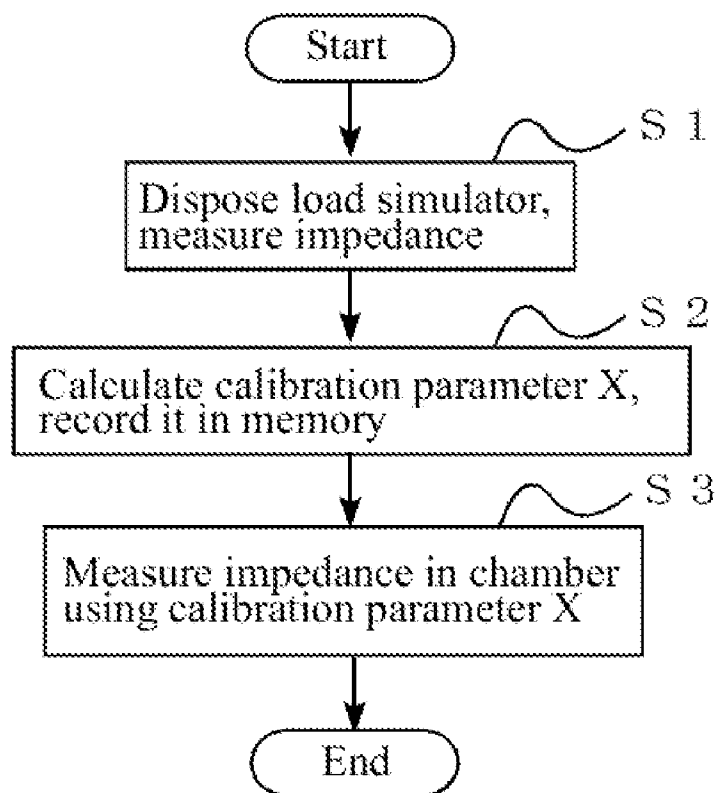 Start
S 1
Dispose load simulator,
measure impedance
S 2
Calculate calibration parameter X,
record it in memory
S 3
Measure impedance in chamber
using calibration parameter X
End